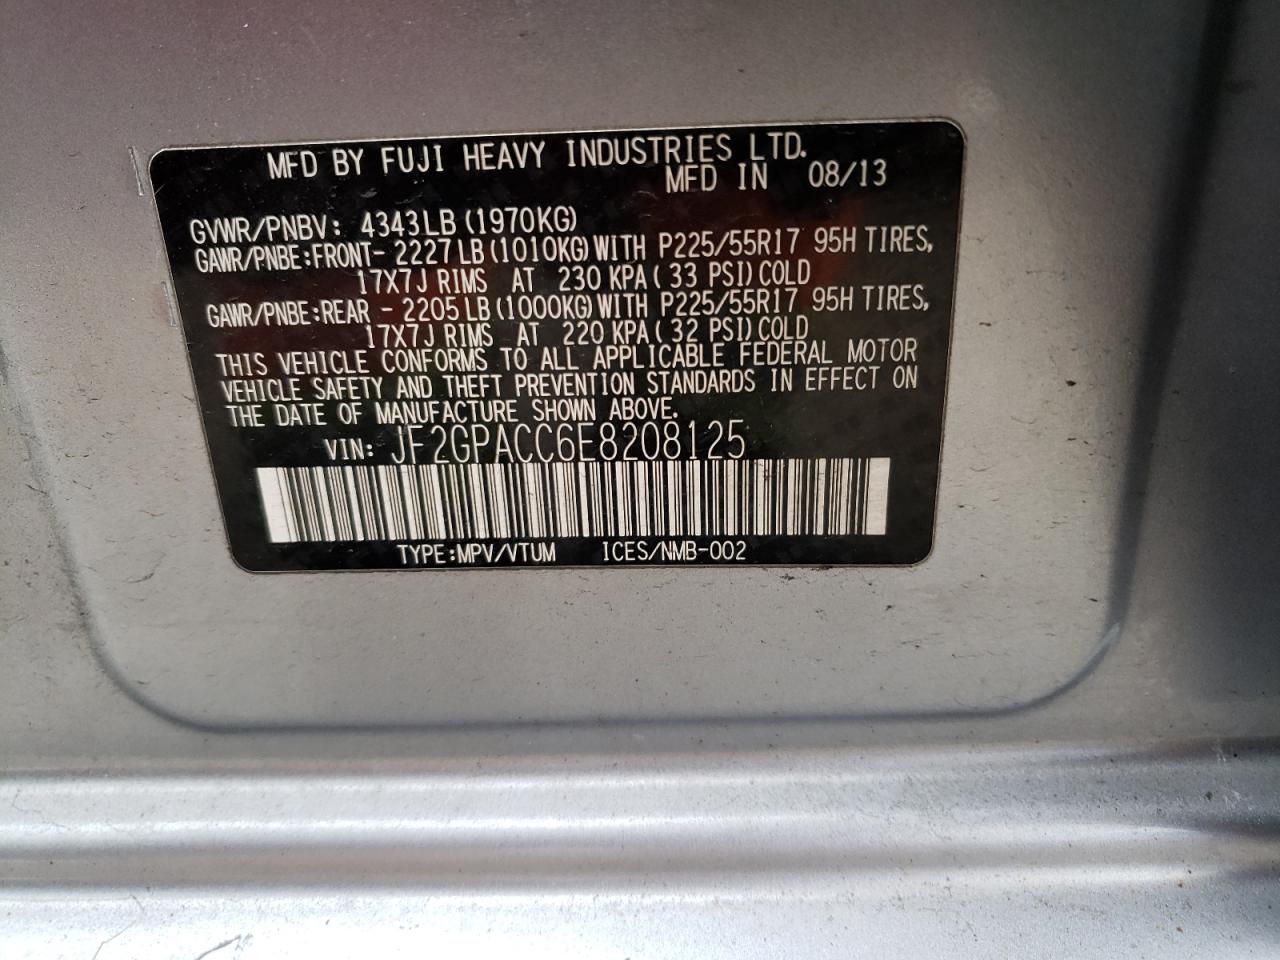 MFD BY FUJI HEAVY INDUSTRIES LTD.
MFD IN 08/13
GVWR/PNBV: 4343LB (1970KG)
GAWR/PNBE:FRONT- 2227LB (1010KG) WITH P225/55R17 95H TIRES,
17X7J RIMS AT 230 KPA( 33 PSI) COLD
GAWR/PNBE:REAR - 2205LB (1000KG) WITH P225/55R17 95H TIRES,
17X7J RIMS AT 220 KPA( 32 PSI) COLD
THIS VEHICLE CONFORMS TO ALL APPLICABLE FEDERAL MOTOR
VEHICLE SAFETY AND THEFT PREVENTION STANDARDS IN EFFECT ON
THE DATE OF MANUFACTURE SHOWN ABOVE.
VIN: JF2GPACC6E8208125
TYPE:MPV/VTUM ICES/NMB-002